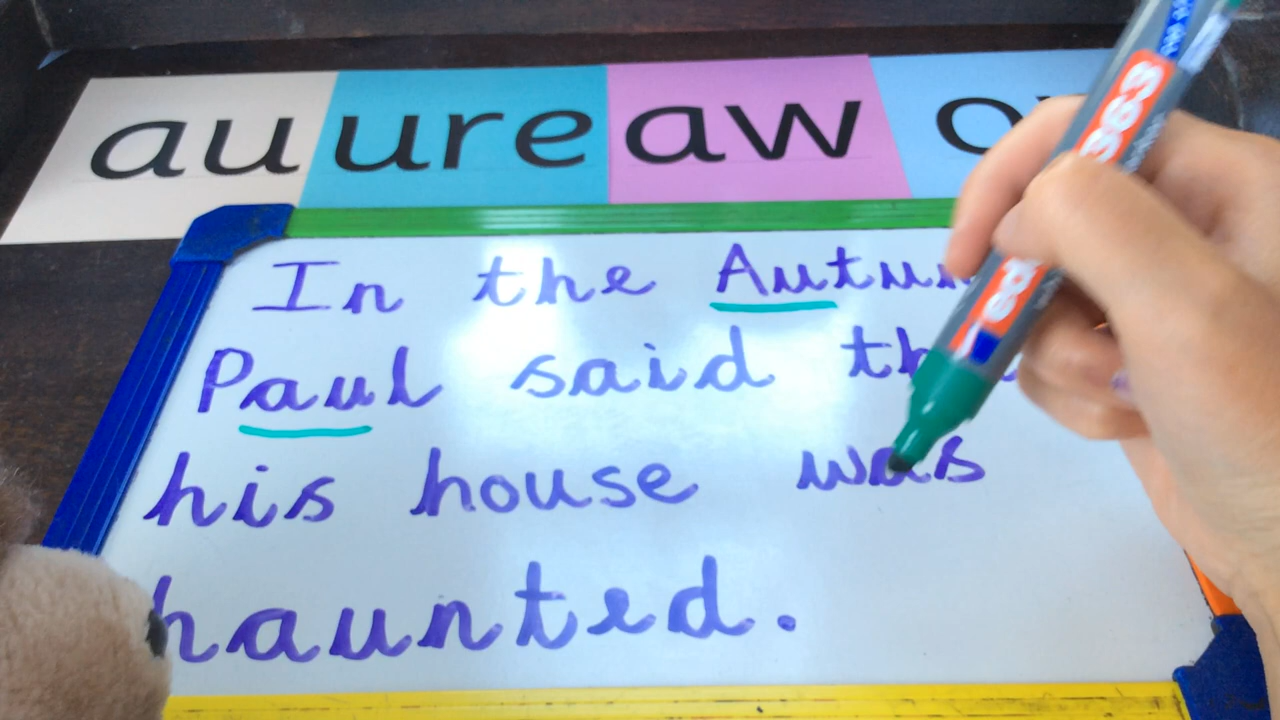 au ure aw
In the
Paul said
his house was
haunted.
363